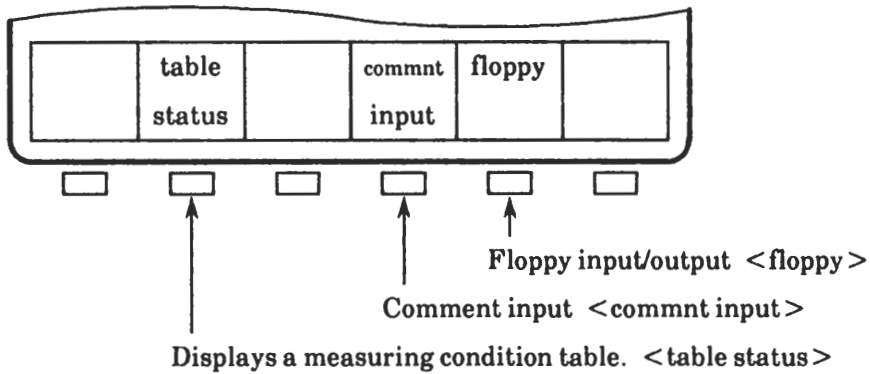 table
status
commnt
input
floppy
Floppy input/output <floppy>
Comment input <commnt input>
Displays a measuring condition table. <table status>